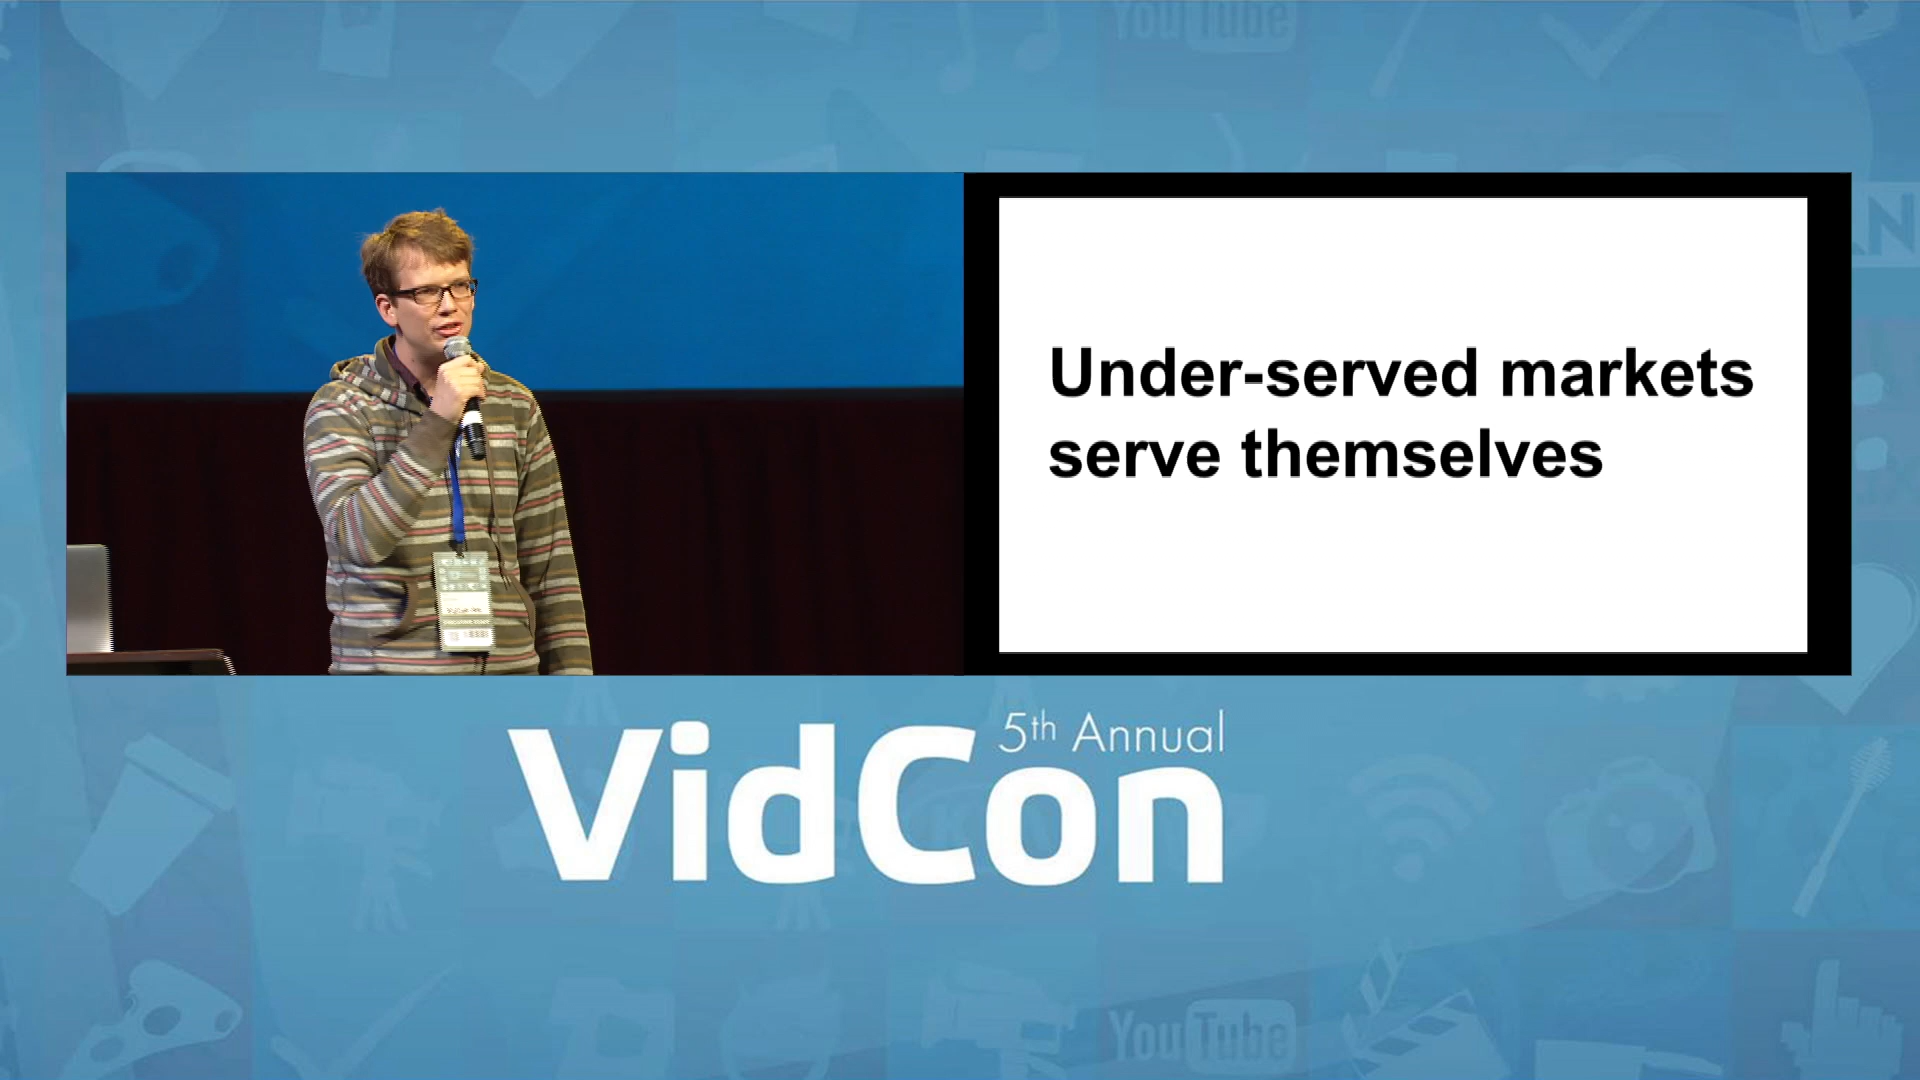 YouTube
Under-served markets
serve themselves
VidCon
5th Annual
YouTube